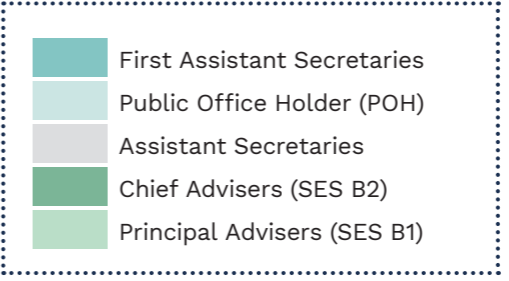 First Assistant Secretaries
Public Office Holder (POH)
Assistant Secretaries
Chief Advisers (SES B2)
Principal Advisers (SES B1)